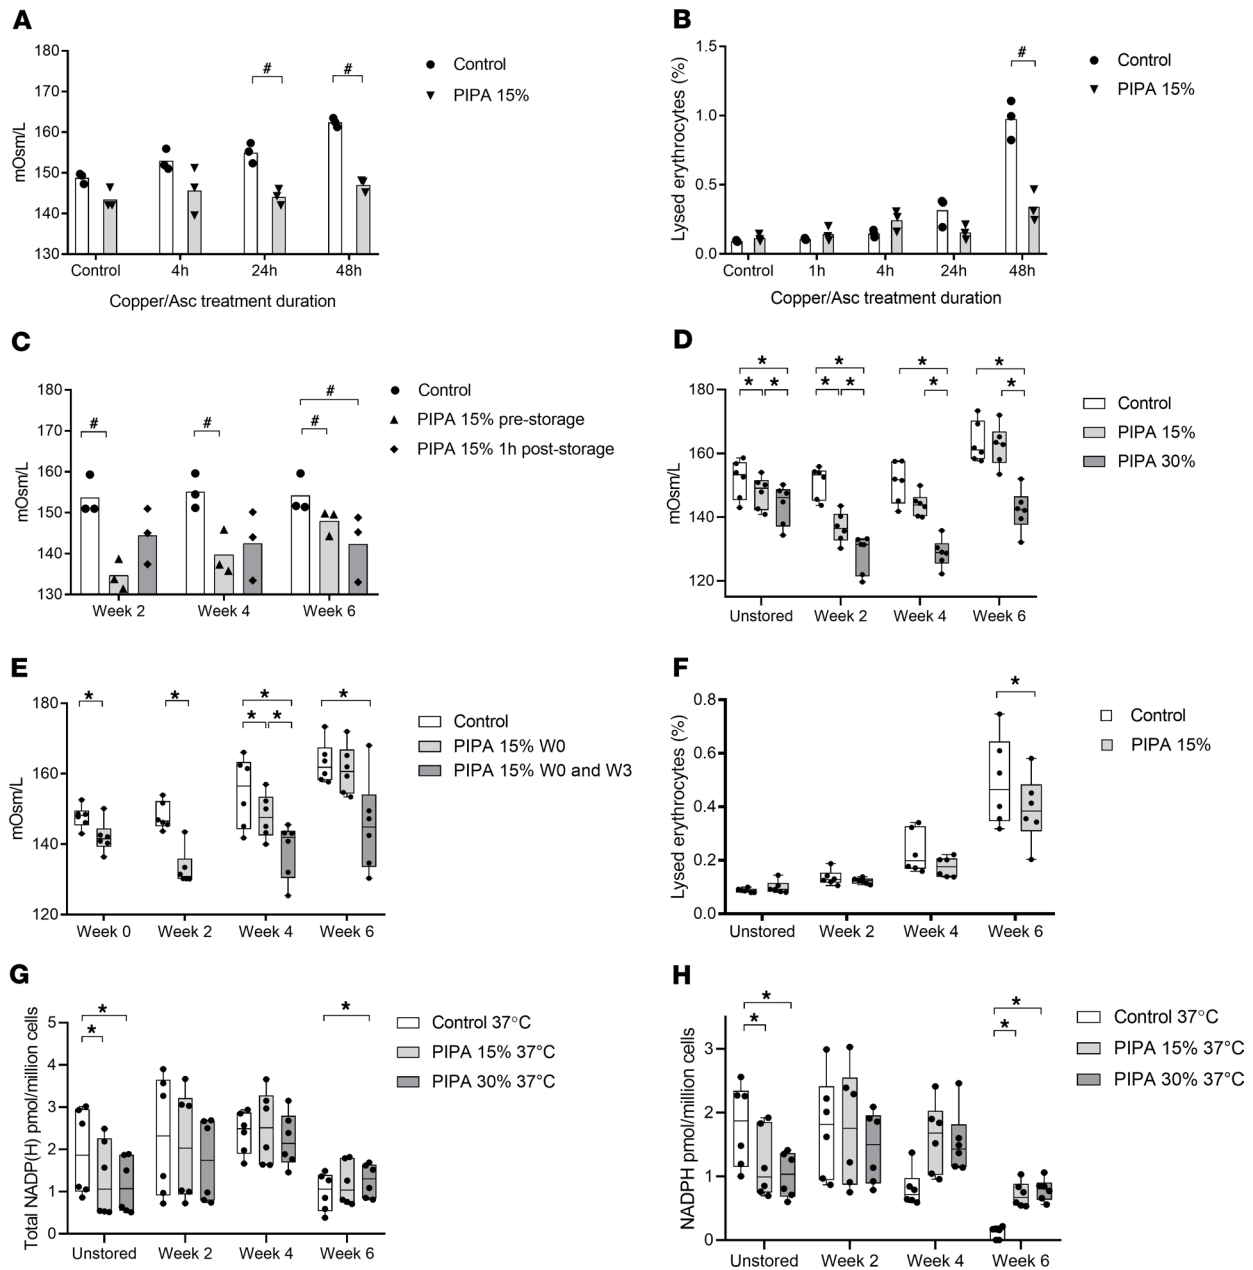 A
180
170
160
150
140
130
mOsm/L
# #
Control 4h 24h 48h
Copper/Asc treatment duration
Control
PIPA 15%
B
1.5
1.0
0.5
0.0
Lysed erythrocytes (%)
#
Control 1h 4h 24h 48h
Copper/Asc treatment duration
Control
PIPA 15%
C
180
170
160
150
140
130
mOsm/L
# # # #
Week 2 Week 4 Week 6
Control
PIPA 15% pre-storage
PIPA 15% 1h post-storage
D
180
160
140
120
mOsm/L
* * * *
* * * * * *
Unstored Week 2 Week 4 Week 6
Control
PIPA 15%
PIPA 30%
E
180
160
140
120
mOsm/L
* * * *
* *
Week 0 Week 2 Week 4 Week 6
Control
PIPA 15% W0
PIPA 15% W0 and W3
F
0.8
0.6
0.4
0.2
0.0
Lysed erythrocytes (%)
*
Unstored Week 2 Week 4 Week 6
Control
PIPA 15%
G
5
4
3
2
1
0
Total NADP(H) pmol/million cells
* *
*
Unstored Week 2 Week 4 Week 6
Control 37°C
PIPA 15% 37°C
PIPA 30% 37°C
H
3
2
1
0
NADPH pmol/million cells
* *
* *
Unstored Week 2 Week 4 Week 6
Control 37°C
PIPA 15% 37°C
PIPA 30% 37°C